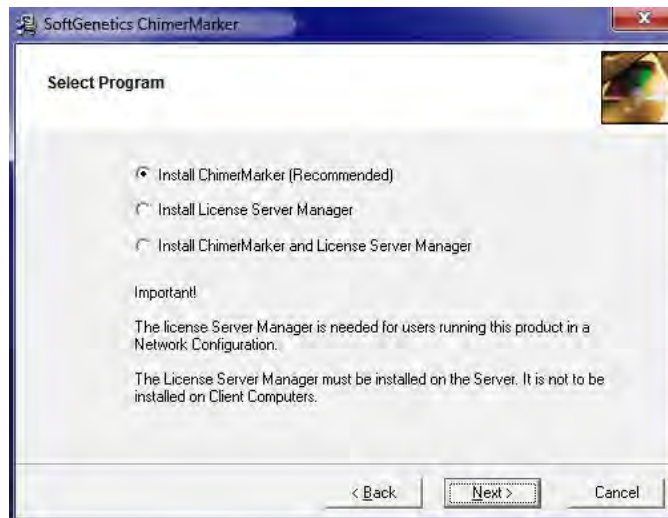 SoftGenetics ChimerMarker
Select Program
Install ChimerMarker (Recommended)
Install License Server Manager
Install ChimerMarker and License Server Manager
Important!
The license Server Manager is needed for users running this product in a
Network Configuration.
The License Server Manager must be installed on the Server. It is not to be
installed on Client Computers.
< Back
Next >
Cancel